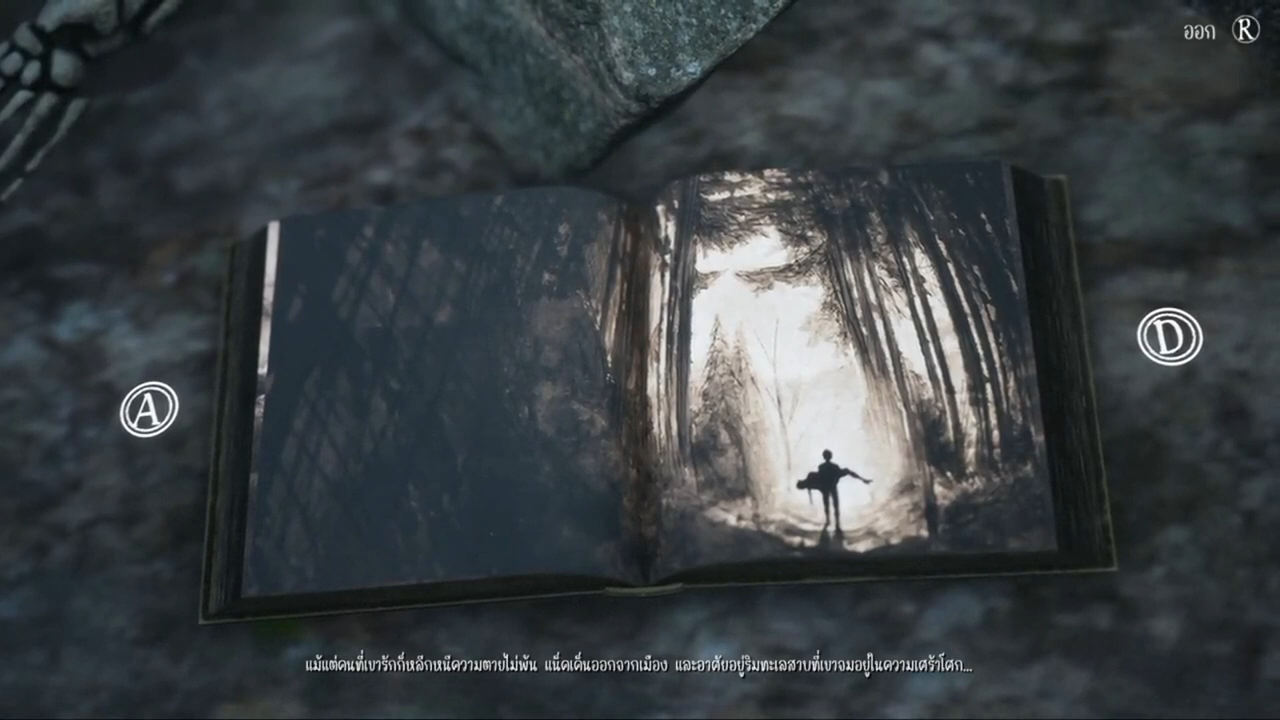 ออก R
A
D
แม้แต่คนที่เขารักก็หลีกหนีความตายไม่พ้น แน็คเค็นออกจากเมือง และอาศัยอยู่ริมทะเลสาบที่เขาจมอยู่ในความเศร้าโศก...